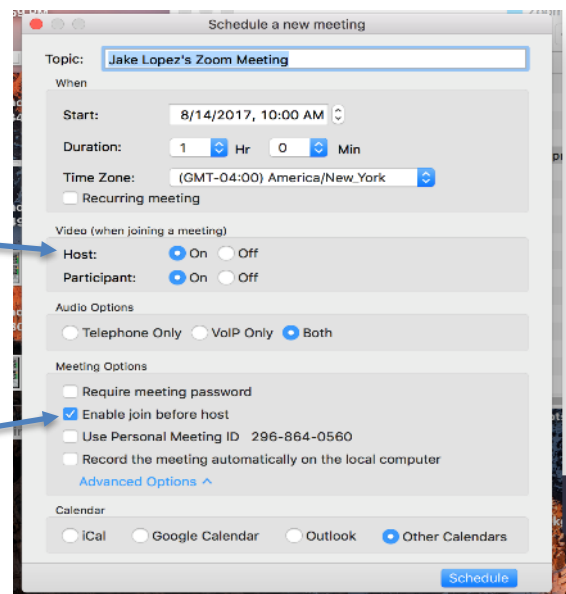 Schedule a new meeting
Topic: Jake Lopez's Zoom Meeting
When
Start: 8/14/2017, 10:00 AM
Duration: 1 Hr 0 Min
Time Zone: (GMT-04:00) America/New_York
Recurring meeting
Video (when joining a meeting)
Host: On Off
Participant: On Off
Audio Options
Telephone Only VoIP Only Both
Meeting Options
Require meeting password
Enable join before host
Use Personal Meeting ID 296-864-0560
Record the meeting automatically on the local computer
Advanced Options ^
Calendar
iCal Google Calendar Outlook Other Calendars
Schedule